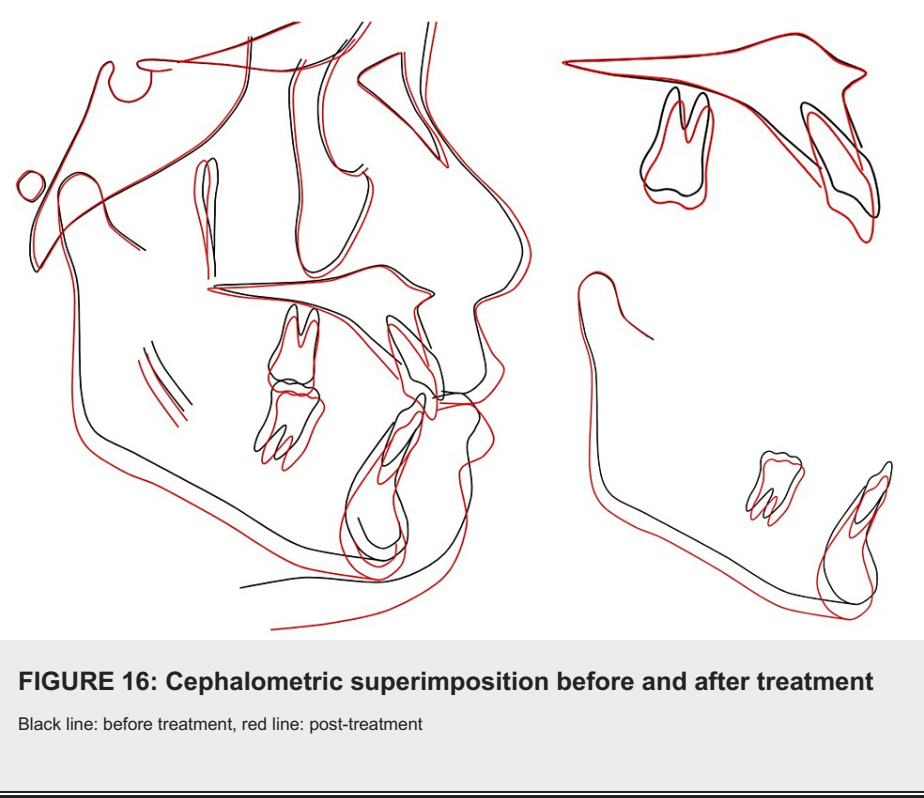 FIGURE 16: Cephalometric superimposition before and after treatment
Black line: before treatment, red line: post-treatment